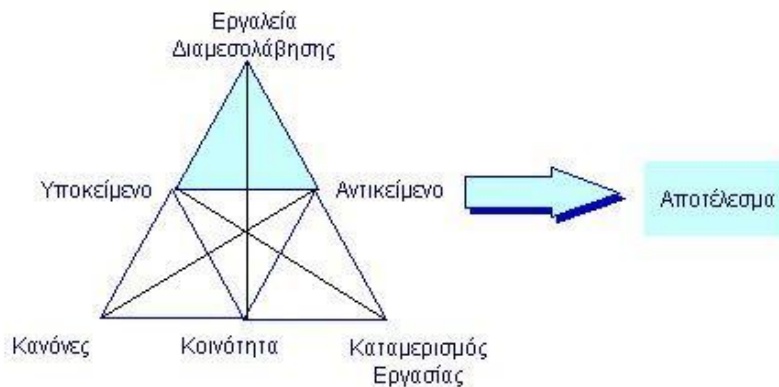 Εργαλεία
Διαμεσολάβησης
Υποκείμενο
Αντικείμενο
Αποτέλεσμα
Κανόνες
Κοινότητα
Καταμερισμός
Εργασίας